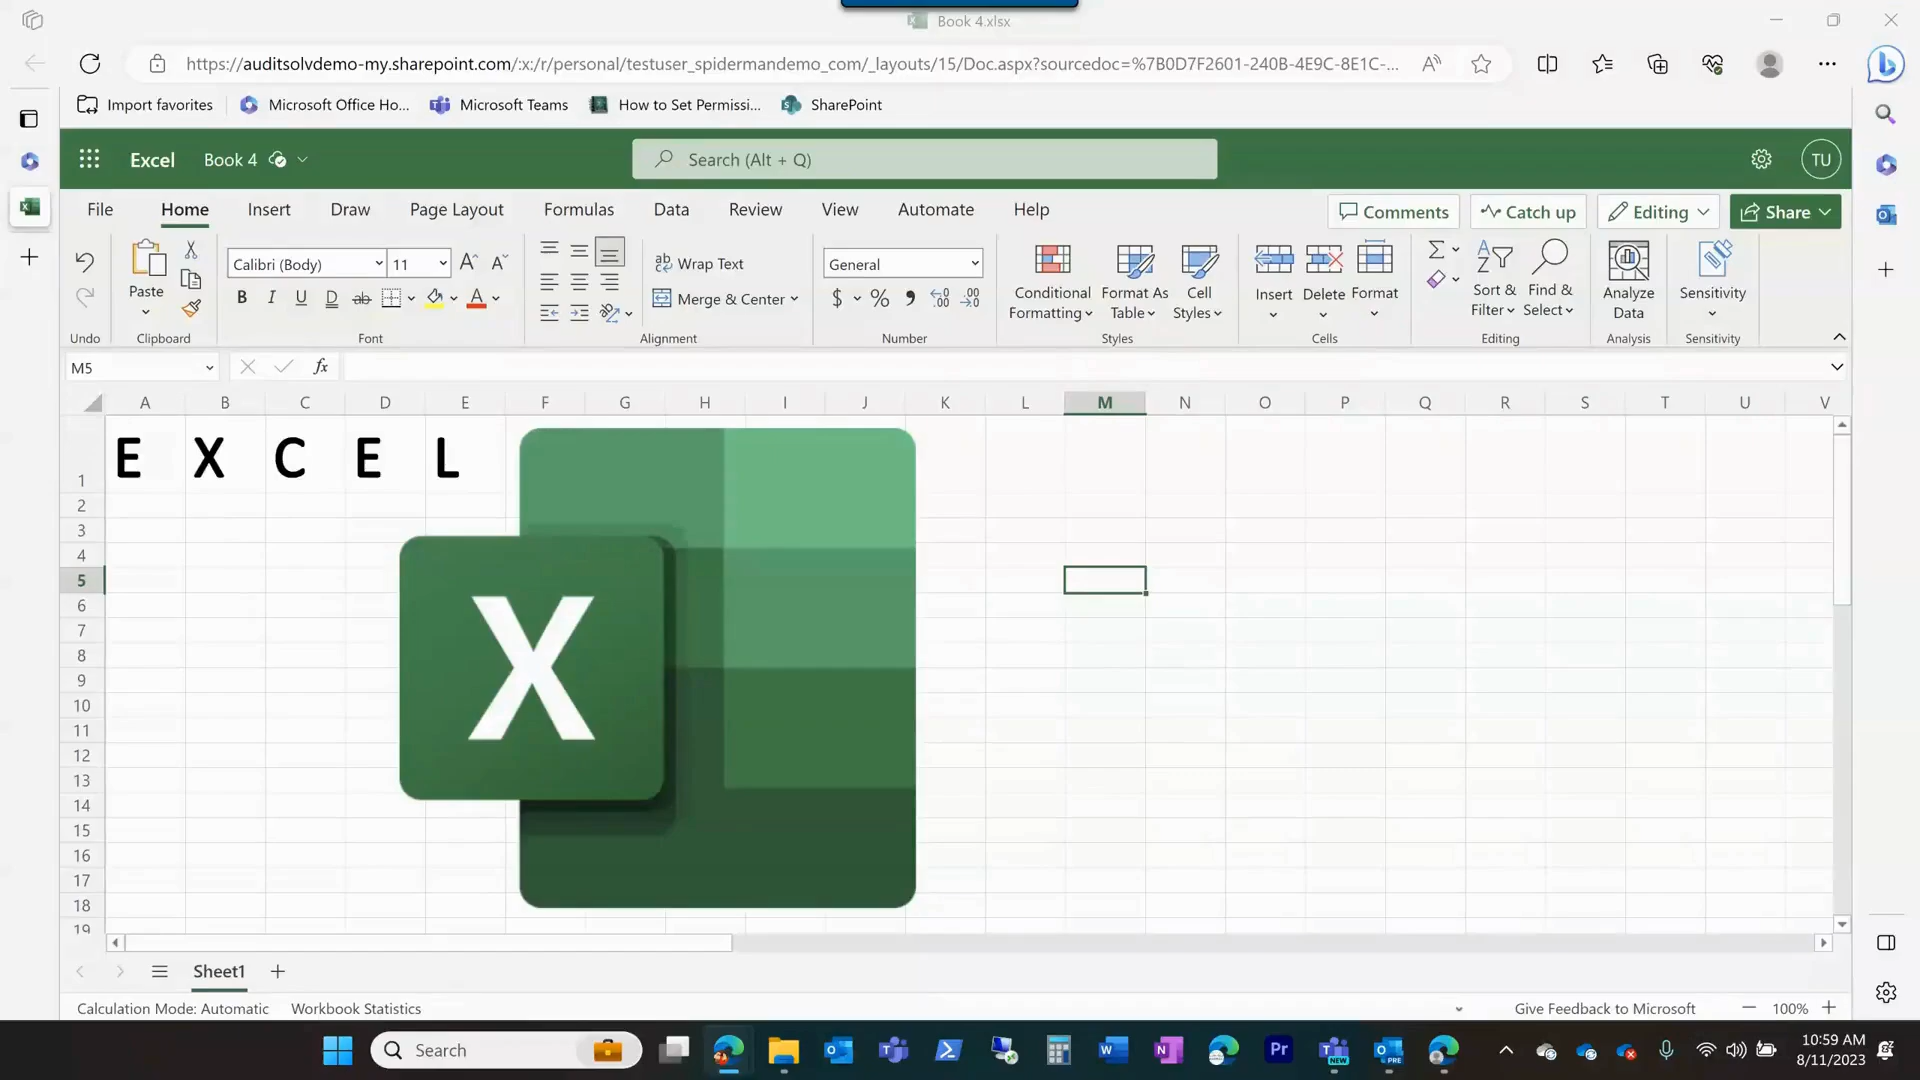 Book 4.xlsx
https://auditsolvdemo-my.sharepoint.com/:x:/r/personal/testuser_spidermandemo_com/_layouts/15/Doc.aspx?sourcedoc=%7B0D7F2601-240B-4E9C-8E1C-...
Import favorites Microsoft Office Ho... Microsoft Teams How to Set Permissi... SharePoint
Excel Book 4 Search (Alt + Q) TU
File Home Insert Draw Page Layout Formulas Data Review View Automate Help Comments Catch up Editing Share
Paste Calibri (Body) 11 Wrap Text General
B I U D ab A Merge & Center $ % 9 .00
Conditional Formatting Format As Table Cell Styles Insert Delete Format Sort & Filter Find & Select Analyze Data Sensitivity
Undo Clipboard Font Alignment Number Styles Cells Editing Analysis Sensitivity
M5 fx
A B C D E F G H I J K L M N O P Q R S T U V
1 E X C E L
2
3
4
5
6
7
8
X
9
10
11
12
13
14
15
16
17
18
19
Sheet1
Calculation Mode: Automatic Workbook Statistics Give Feedback to Microsoft 100%
Search 10:59 AM
8/11/2023